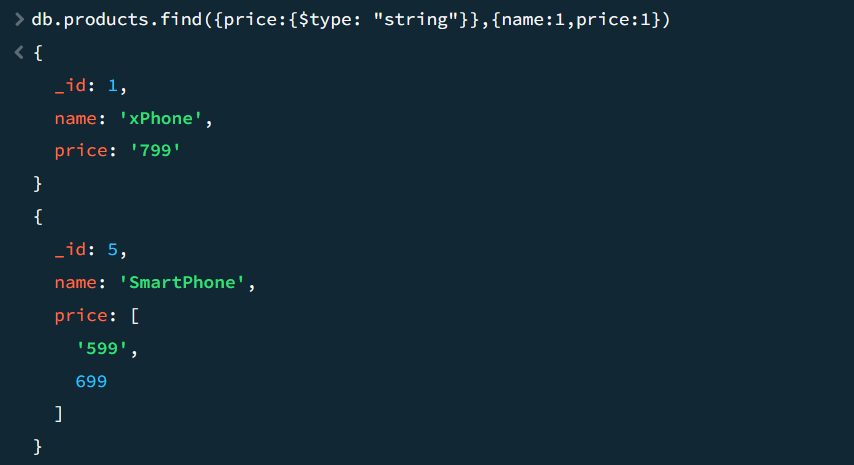 > db.products.find({price:{$type: "string"}},{name:1,price:1})
< {
_id: 1,
name: 'xPhone',
price: '799'
}
{
_id: 5,
name: 'SmartPhone',
price: [
'599',
699
]
}